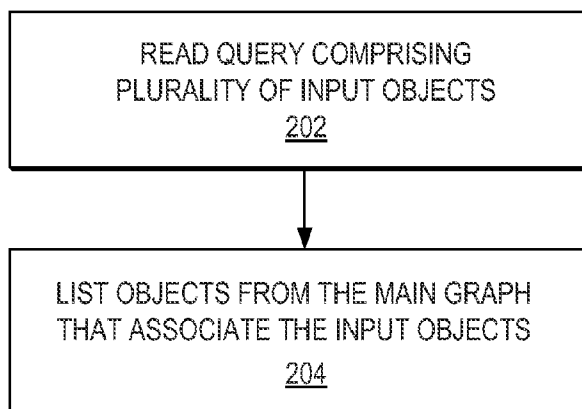 READ QUERY COMPRISING
PLURALITY OF INPUT OBJECTS
202
LIST OBJECTS FROM THE MAIN GRAPH
THAT ASSOCIATE THE INPUT OBJECTS
204